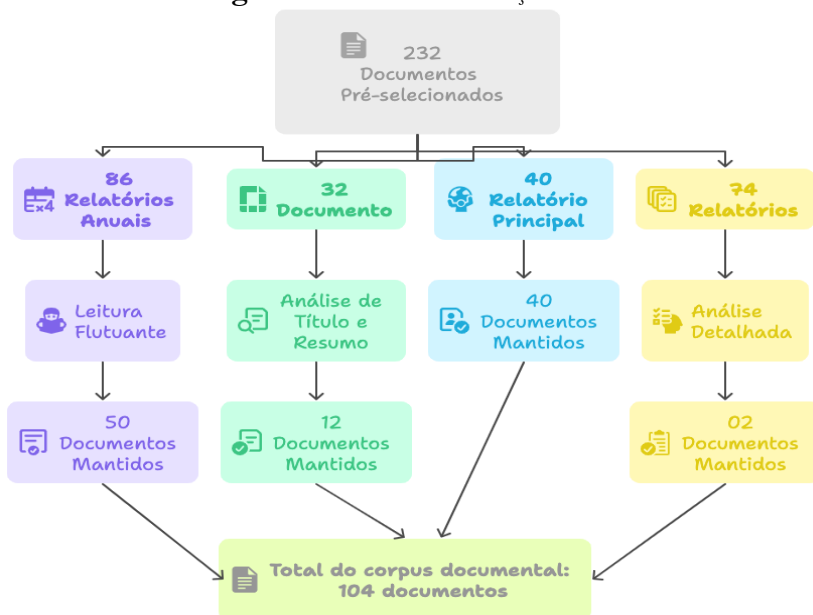 232
Documentos
Pré-selecionados
86
Relatórios
Anuais
32
Documento
40
Relatório
Principal
74
Relatórios
Leitura
Flutuante
Análise de
Título e
Resumo
40
Documentos
Mantidos
Análise
Detalhada
50
Documentos
Mantidos
12
Documentos
Mantidos
02
Documentos
Mantidos
Total do corpus documental:
104 documentos